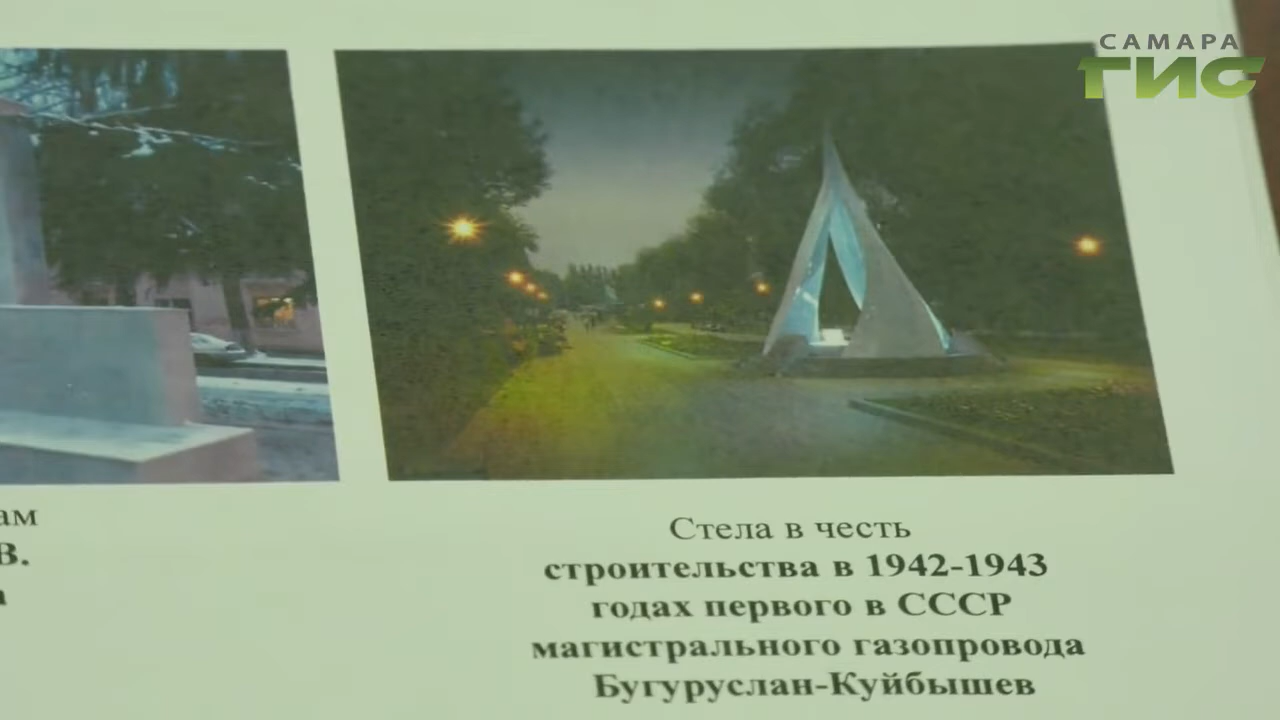 САМАРА
ГИС
ам
В.
а
Стела в честь
строительства в 1942-1943
годах первого в СССР
магистрального газопровода
Бугуруслан-Куйбышев